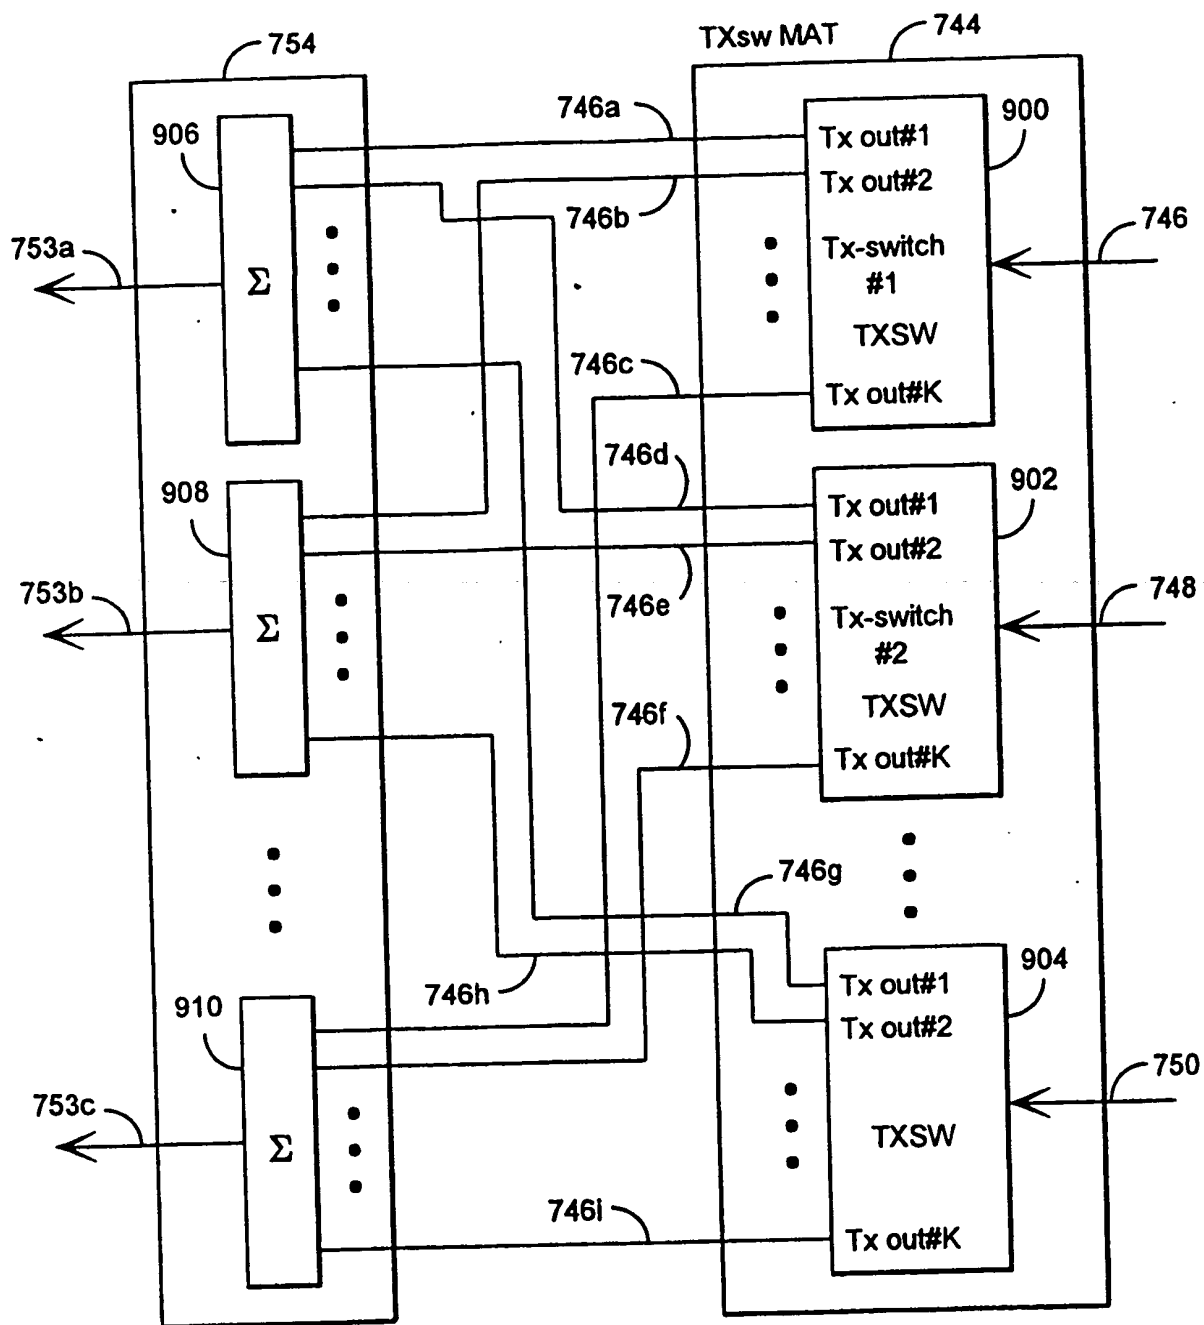 754
TXsw MAT
744
906
746a
900
Tx out#1
Tx out#2
746b
746
753a
Σ
Tx-switch
#1
TXSW
746c
Tx out#K
746d
908
902
Tx out#1
Tx out#2
746e
753b
Σ
748
Tx-switch
#2
TXSW
746f
Tx out#K
746g
904
746h
910
Tx out#1
Tx out#2
750
753c
Σ
TXSW
746i
Tx out#K